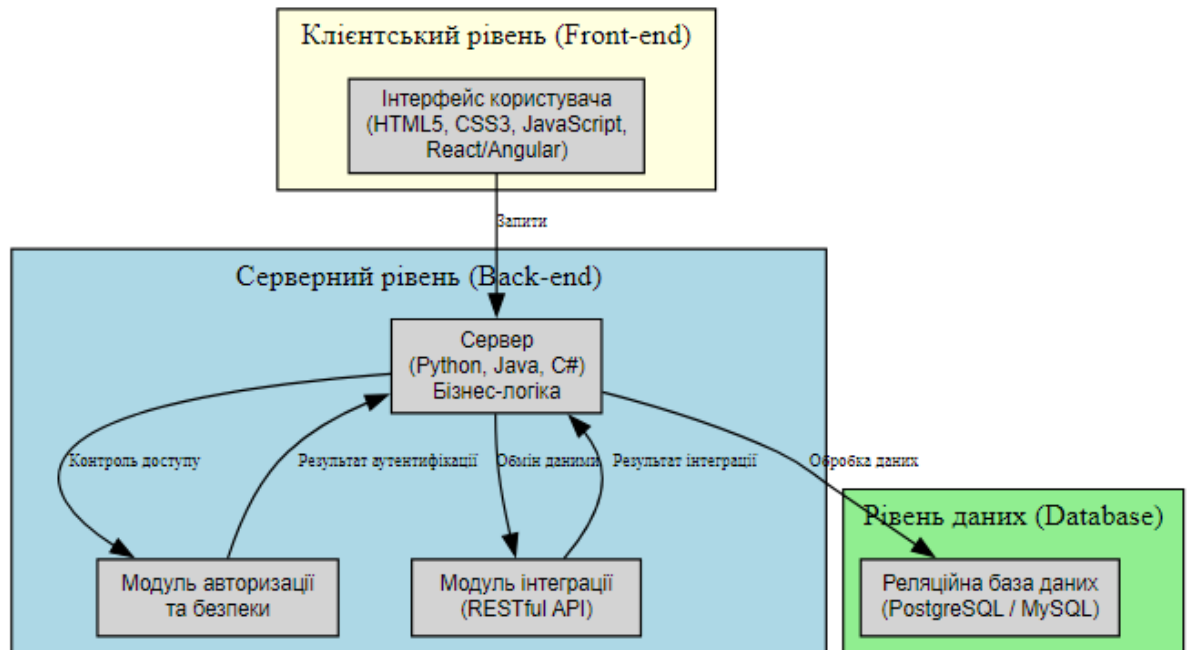 Клієнтський рівень (Front-end)
Інтерфейс користувача
(HTML5, CSS3, JavaScript,
React/Angular)
Запити
Серверний рівень (Back-end)
Сервер
(Python, Java, C#)
Бізнес-логіка
Контроль доступу
Результат аутентифікації
Обмін даними
Результат інтеграції
Обробка даних
Рівень даних (Database)
Модуль авторизації
та безпеки
Модуль інтеграції
(RESTful API)
Реляційна база даних
(PostgreSQL / MySQL)